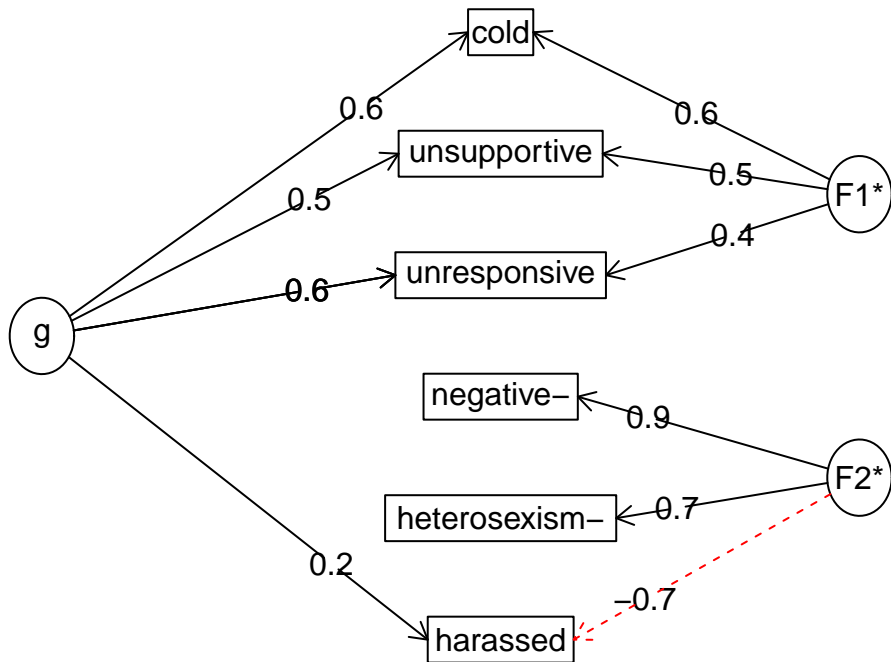 cold
0.6
0.6
unsupportive
0.5
0.5
F1*
0.4
unresponsive
0.6
g
negative−
0.9
F2*
heterosexism−
0.7
0.2
−0.7
harassed